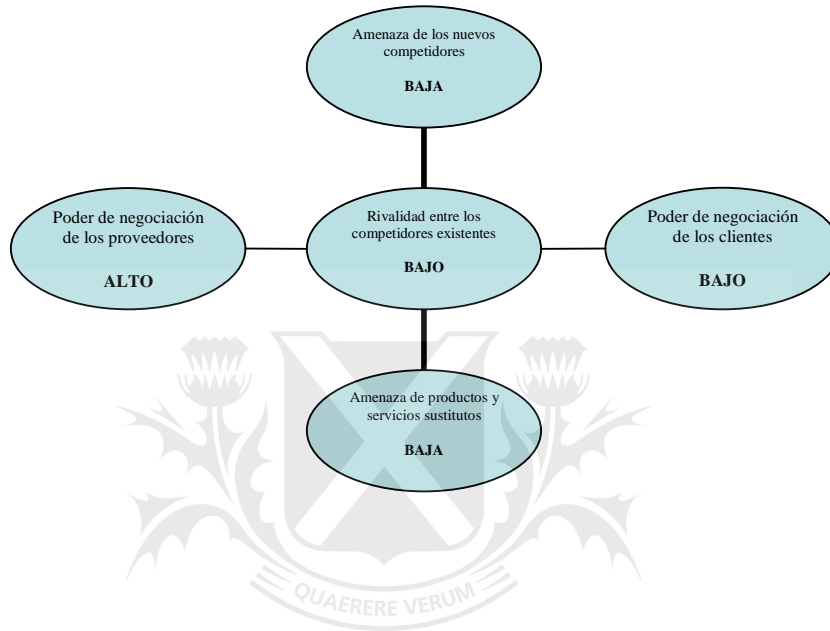 Amenaza de los nuevos
competidores
BAJA
Poder de negociación
de los proveedores
ALTO
Rivalidad entre los
competidores existentes
BAJO
Poder de negociación
de los clientes
BAJO
Amenaza de productos y
servicios sustitutos
BAJA
QUAERERE VERUM